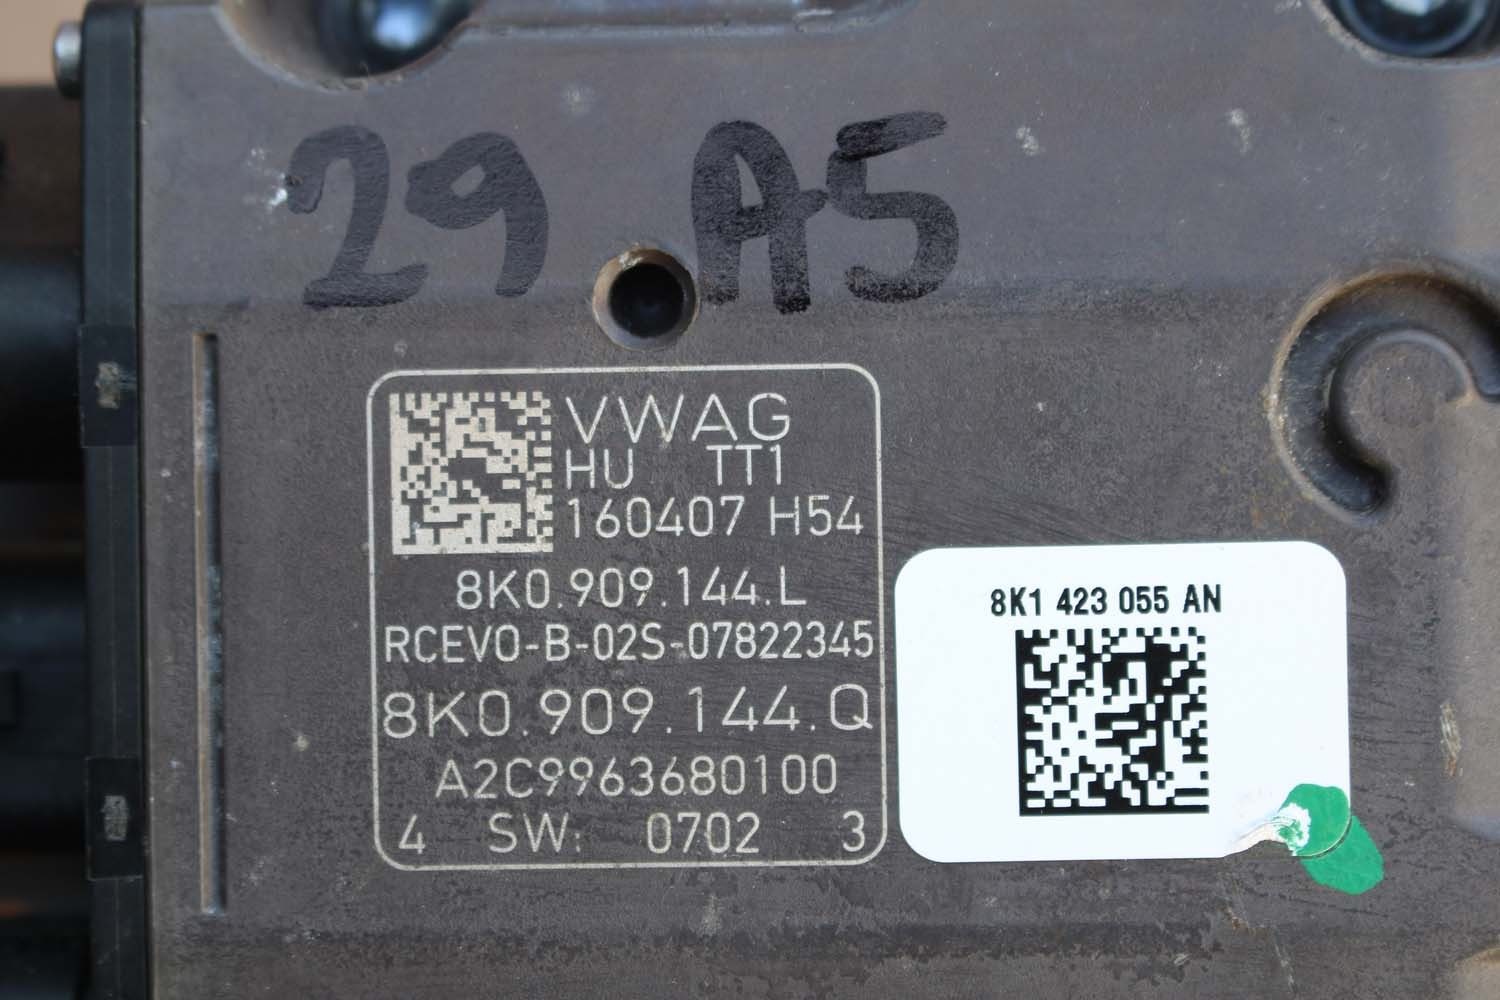 29 A5
VWAG
HU TT1
160407 H54
8K0.909.144.L
RCEVO-B-02S-07822345
8K0.909.144.Q
A2C9963680100
4 SW: 0702 3
8K1 423 055 AN